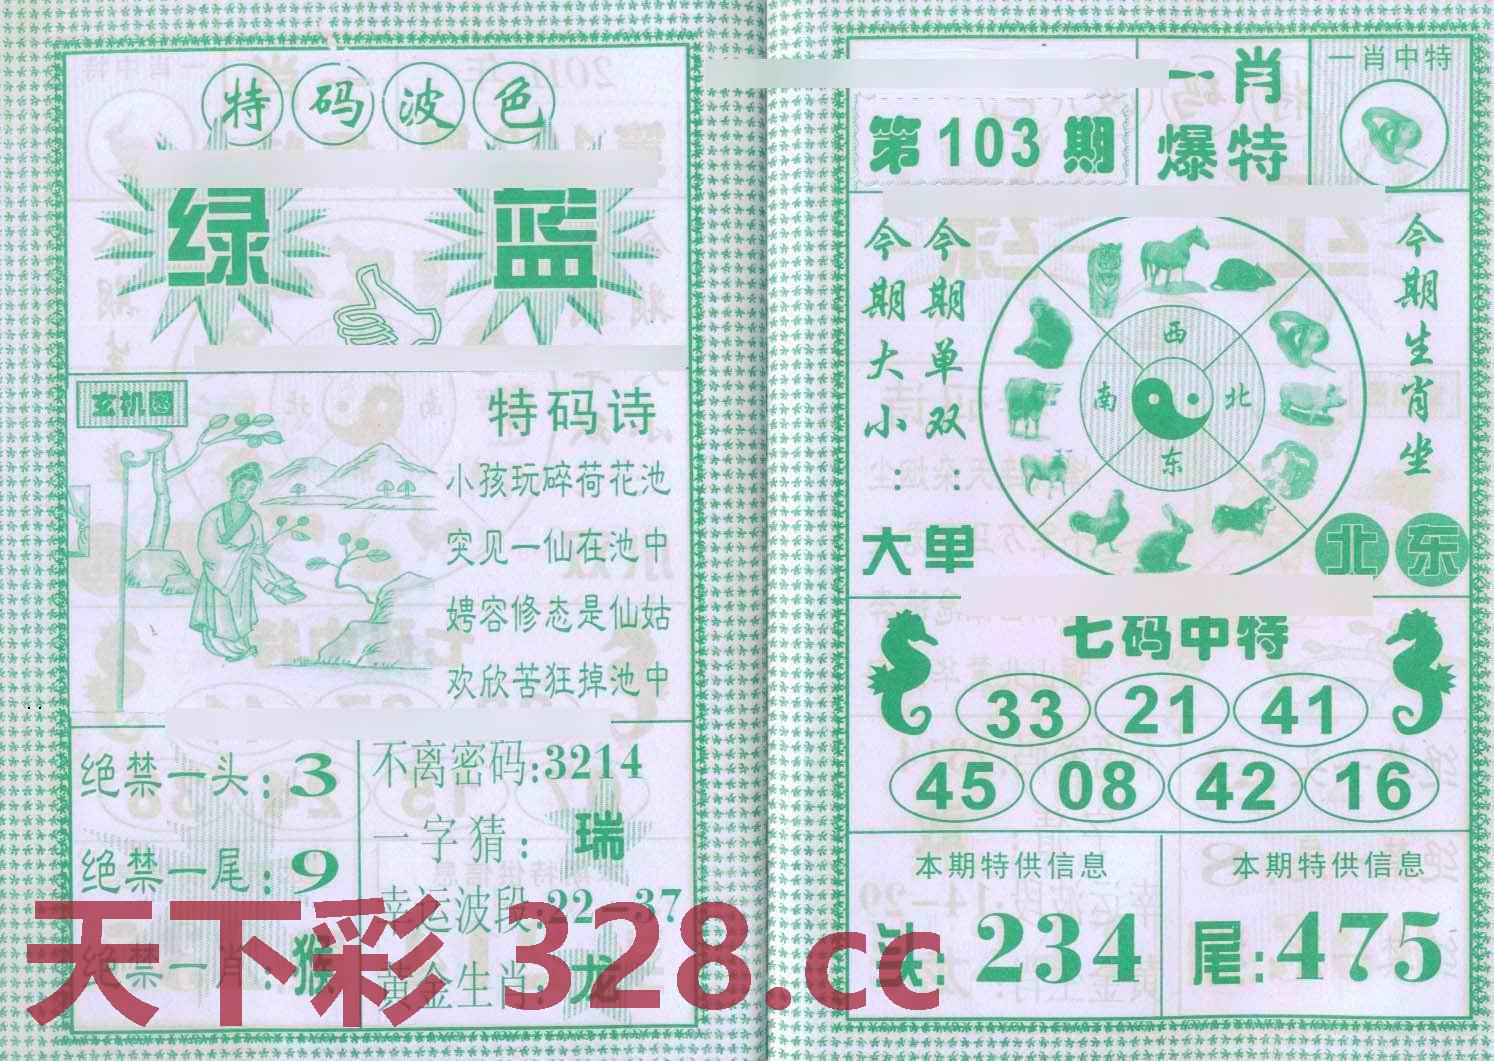 特码波色
绿 蓝
玄机图
特码诗
小孩玩碎荷花池
突见一仙在池中
娉容修态是仙姑
欢欣苦狂掉池中
绝禁一头:3
绝禁一尾:9
绝禁一肖:猴
不离密码:3214
一字猜:瑞
幸运波段:22-37
黄金生肖:龙
第103期
一肖
爆特
一肖中特
今期大小:大
今期单双:单
今期生肖坐
北 东
西
南 北
东
七码中特
33 21 41
45 08 42 16
本期特供信息
头:234
本期特供信息
尾:475
天下彩 328.cc